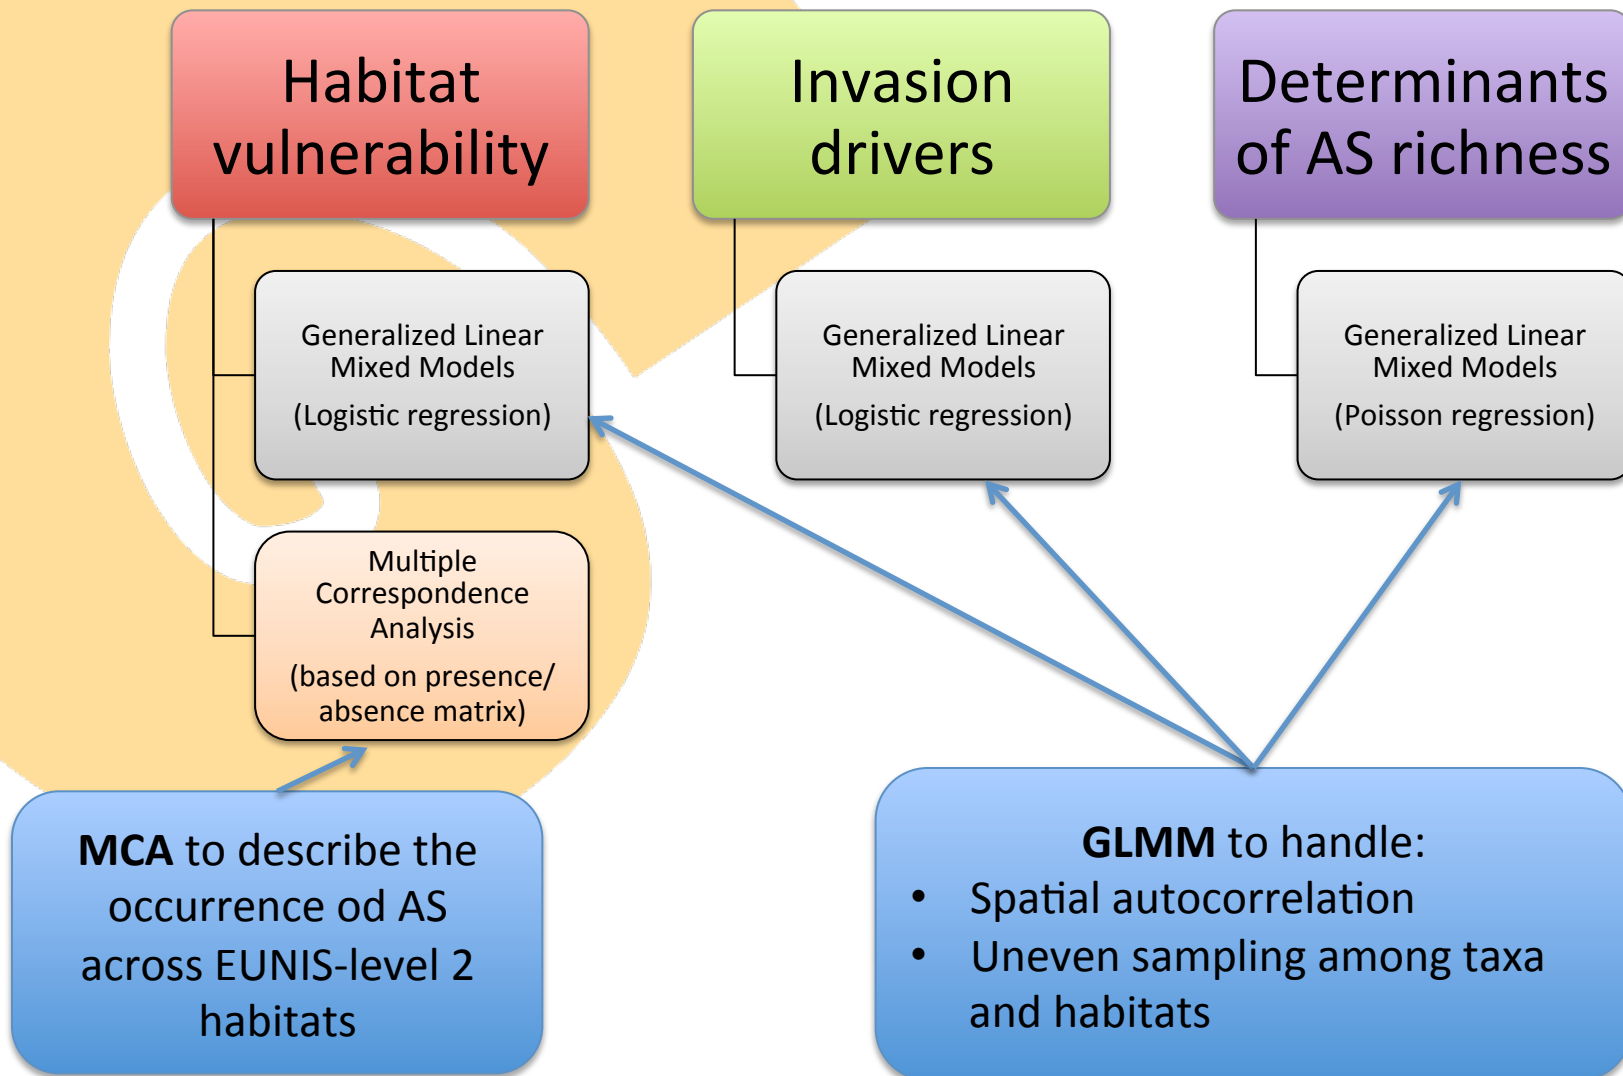 Habitat
vulnerability
Invasion
drivers
Determinants
of AS richness
Generalized Linear
Mixed Models
(Logistic regression)
Generalized Linear
Mixed Models
(Logistic regression)
Generalized Linear
Mixed Models
(Poisson regression)
Multiple
Correspondence
Analysis
(based on presence/
absence matrix)
MCA to describe the
occurrence od AS
across EUNIS-level 2
habitats
GLMM to handle:
• Spatial autocorrelation
• Uneven sampling among taxa
and habitats